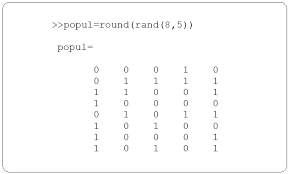 >>popul=round(rand(8,5))
popul=
0 0 0 1 0
0 1 1 1 1
1 1 0 0 1
1 0 0 0 0
0 1 0 1 1
1 0 1 0 0
1 0 0 0 1
1 0 1 0 1